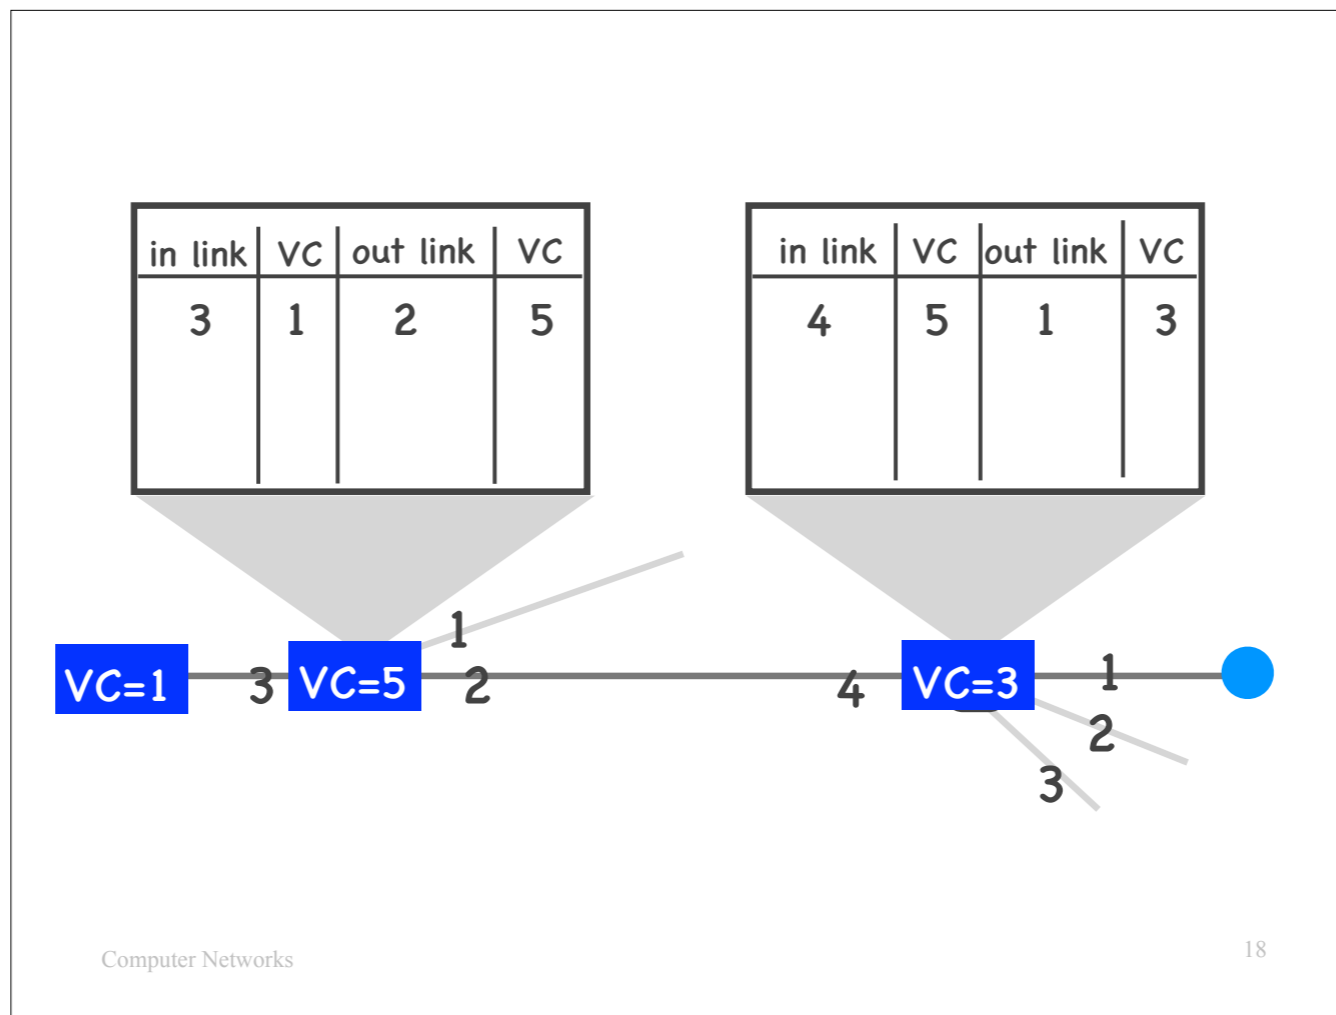 in link VC out link VC
3 1 2 5
in link VC out link VC
4 5 1 3
1
VC=1 3 VC=5 2 4 VC=3 1
2
3
Computer Networks 18